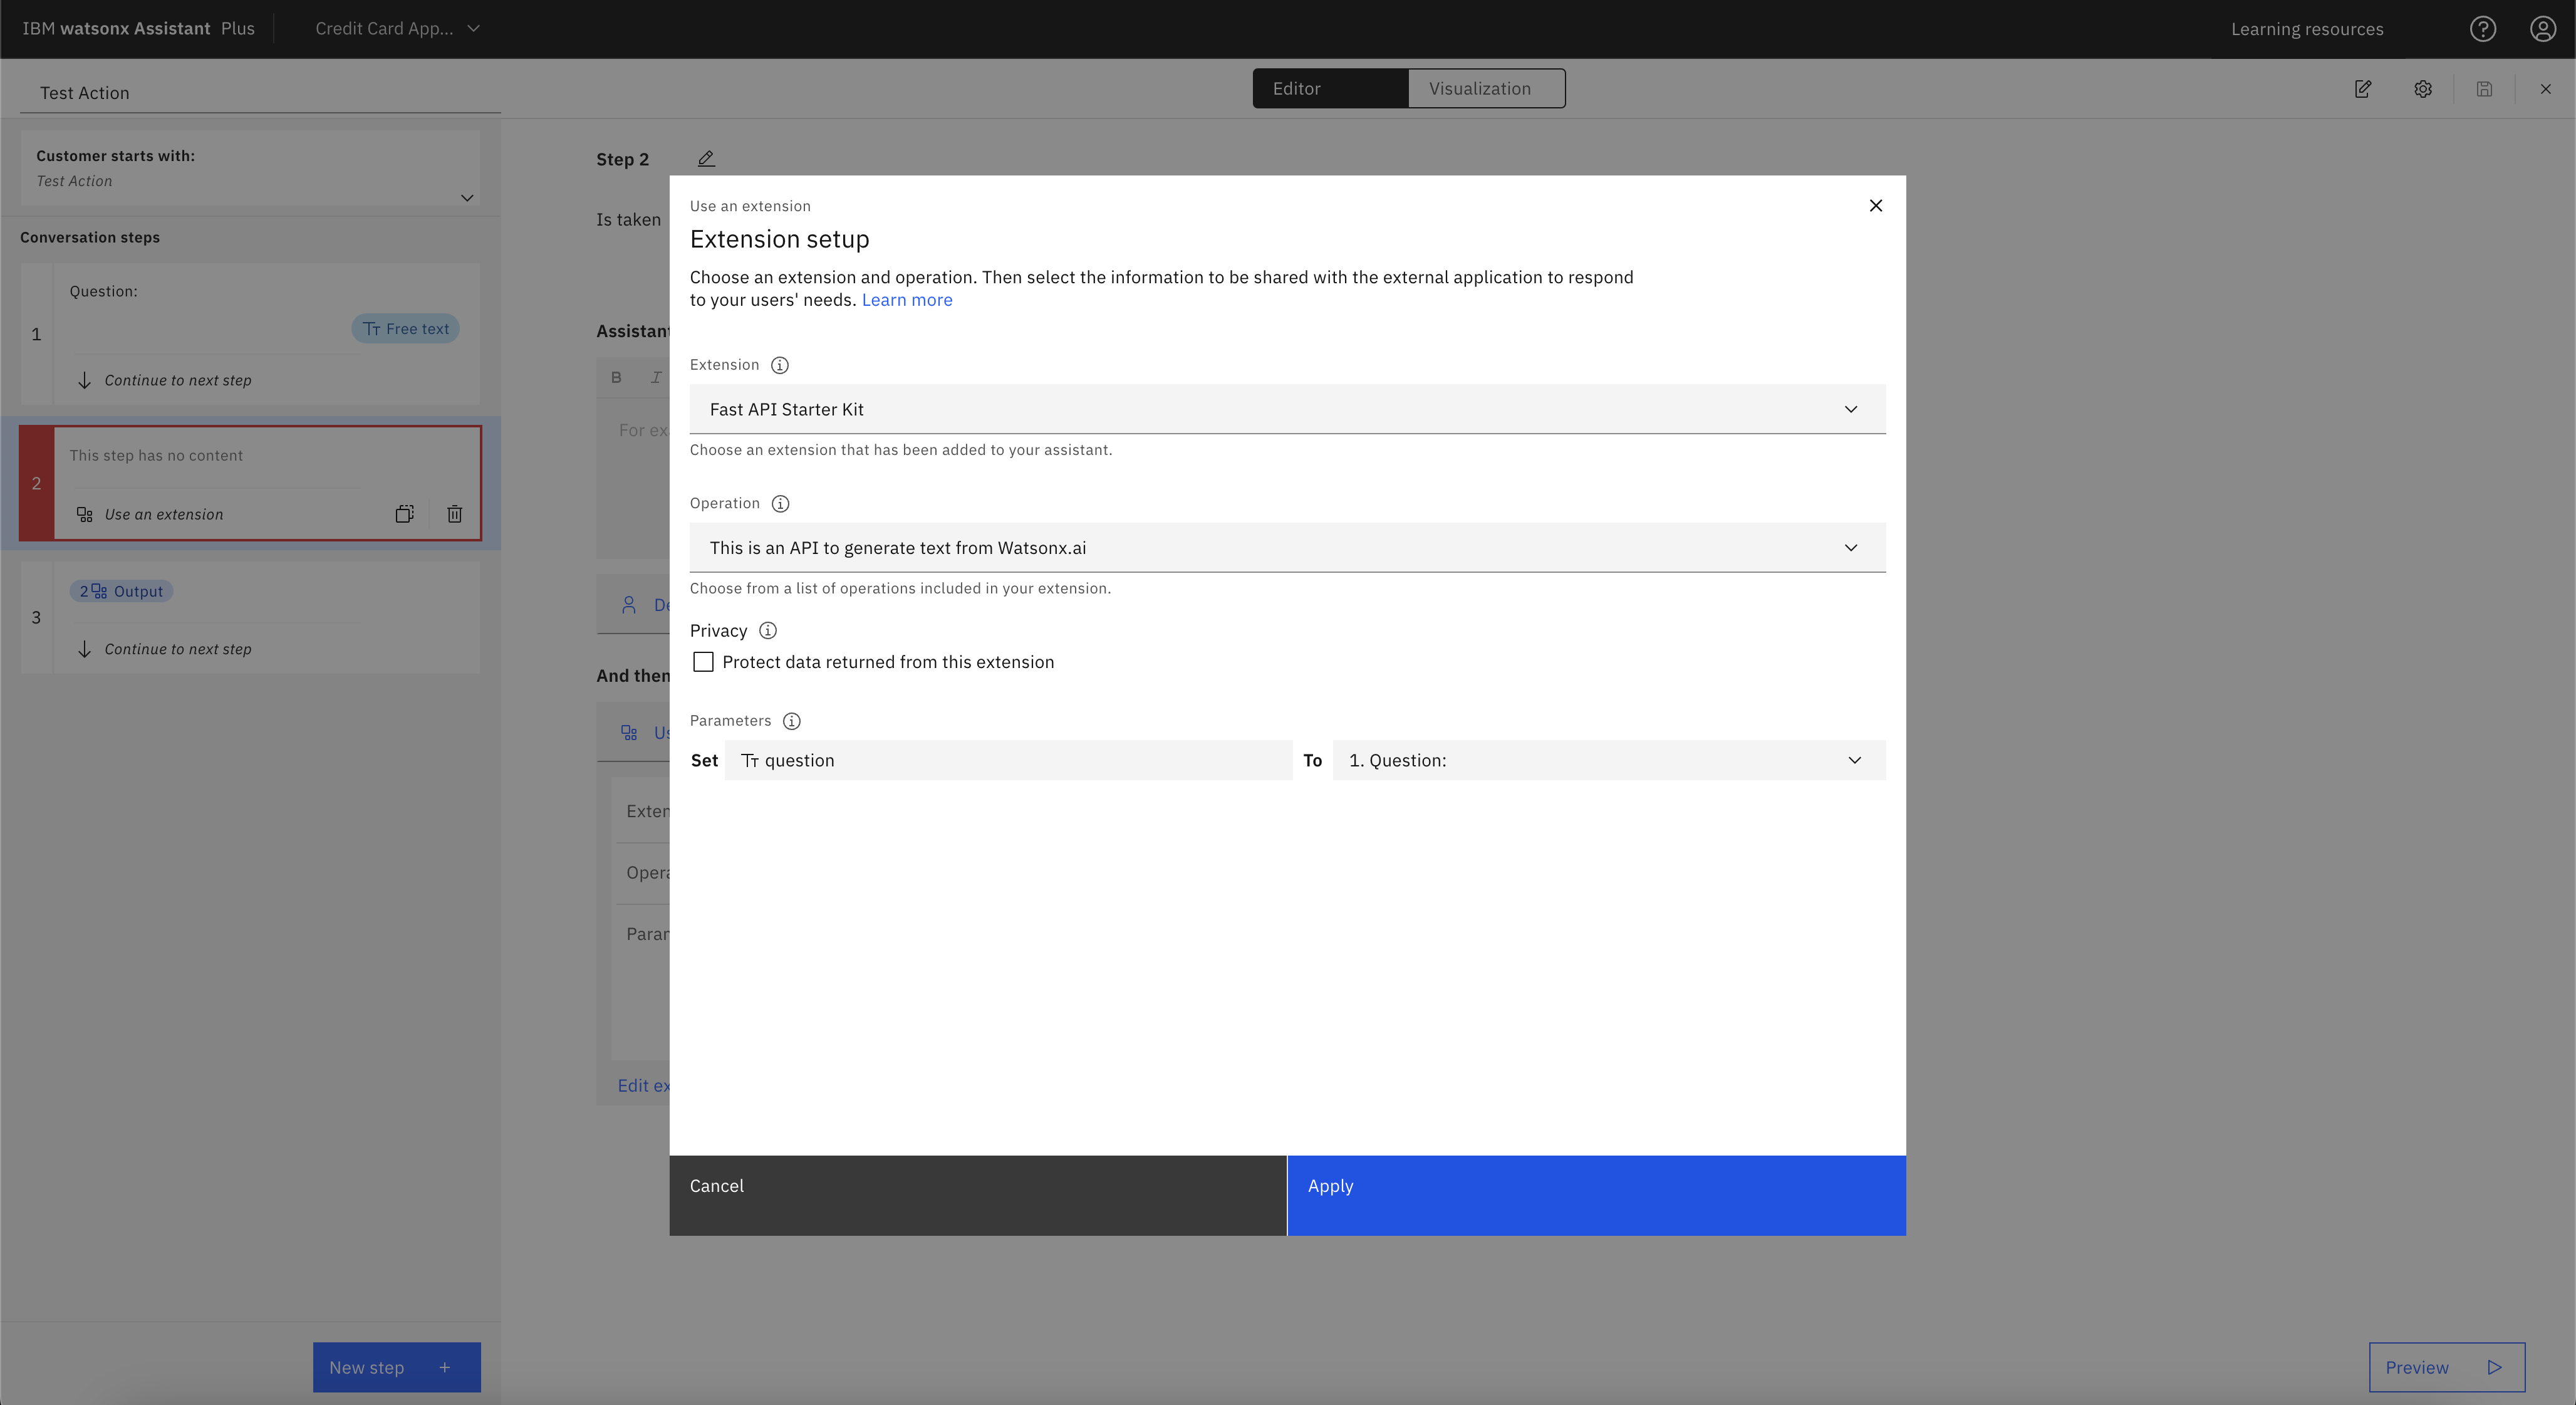 IBM watsonx Assistant Plus
Credit Card App...
Learning resources
Test Action
Editor
Visualization
Customer starts with:
Test Action
Conversation steps
1
Question:
Free text
Continue to next step
2
This step has no content
Use an extension
3
2 Output
Continue to next step
New step +
Step 2
Is taken
Assistant
B I
For ex
De
And then
Us
Exten
Opera
Param
Edit ex
Use an extension
Extension setup
Choose an extension and operation. Then select the information to be shared with the external application to respond
to your users' needs. Learn more
Extension
Fast API Starter Kit
Choose an extension that has been added to your assistant.
Operation
This is an API to generate text from Watsonx.ai
Choose from a list of operations included in your extension.
Privacy
Protect data returned from this extension
Parameters
Set Tт question To 1. Question:
Cancel
Apply
Preview